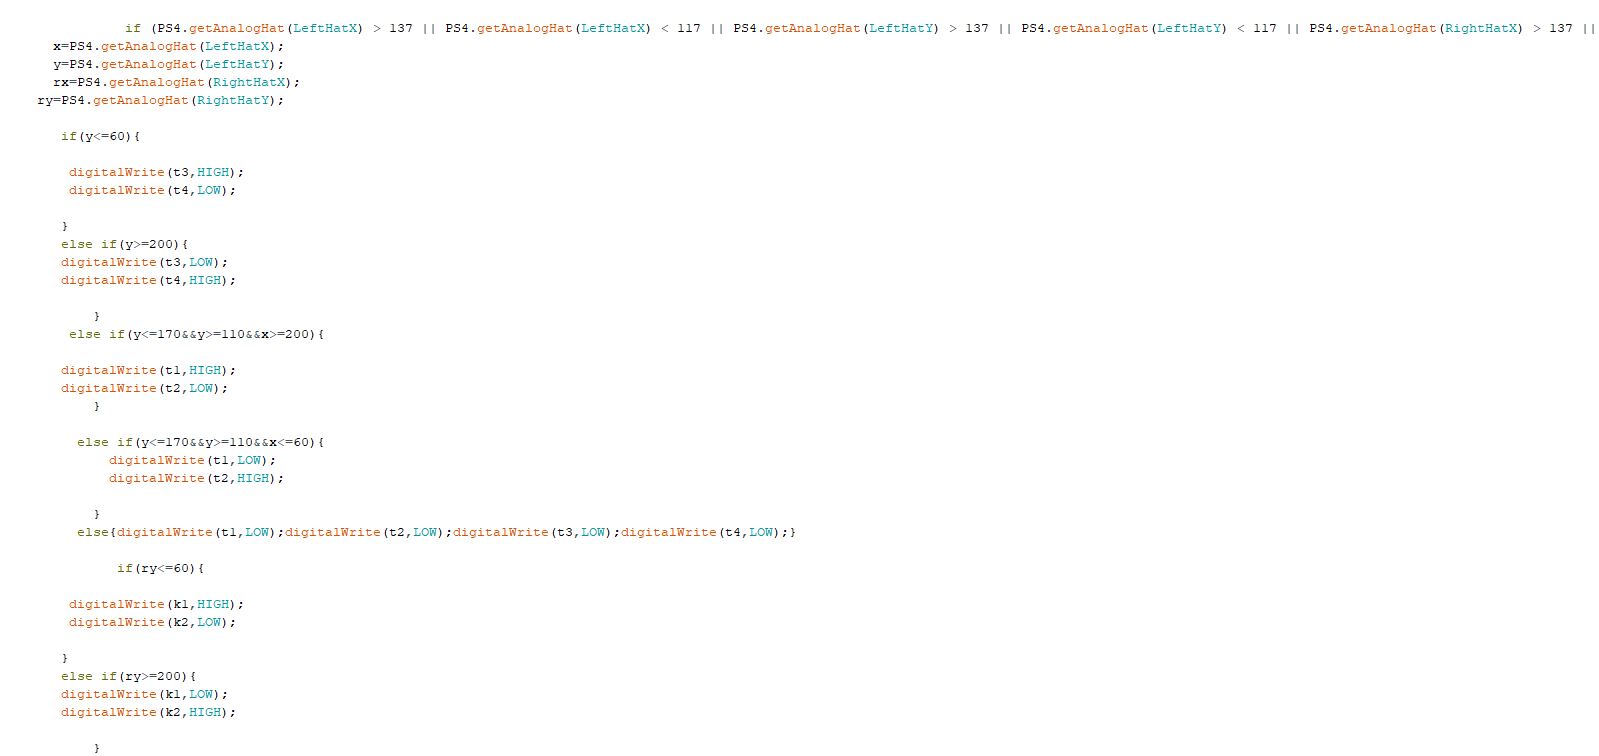 if (PS4.getAnalogHat(LeftHatX) > 137 || PS4.getAnalogHat(LeftHatX) < 117 || PS4.getAnalogHat(LeftHatY) > 137 || PS4.getAnalogHat(LeftHatY) < 117 || PS4.getAnalogHat(RightHatX) > 137 ||
x=PS4.getAnalogHat(LeftHatX);
y=PS4.getAnalogHat(LeftHatY);
rx=PS4.getAnalogHat(RightHatX);
ry=PS4.getAnalogHat(RightHatY);
if(y<=60){
digitalWrite(t3,HIGH);
digitalWrite(t4,LOW);
}
else if(y>=200){
digitalWrite(t3,LOW);
digitalWrite(t4,HIGH);
}
else if(y<=170&&y>=110&&x>=200){
digitalWrite(t1,HIGH);
digitalWrite(t2,LOW);
}
else if(y<=170&&y>=110&&x<=60){
digitalWrite(t1,LOW);
digitalWrite(t2,HIGH);
}
else{digitalWrite(t1,LOW);digitalWrite(t2,LOW);digitalWrite(t3,LOW);digitalWrite(t4,LOW);}
if(ry<=60){
digitalWrite(k1,HIGH);
digitalWrite(k2,LOW);
}
else if(ry>=200){
digitalWrite(k1,LOW);
digitalWrite(k2,HIGH);
}